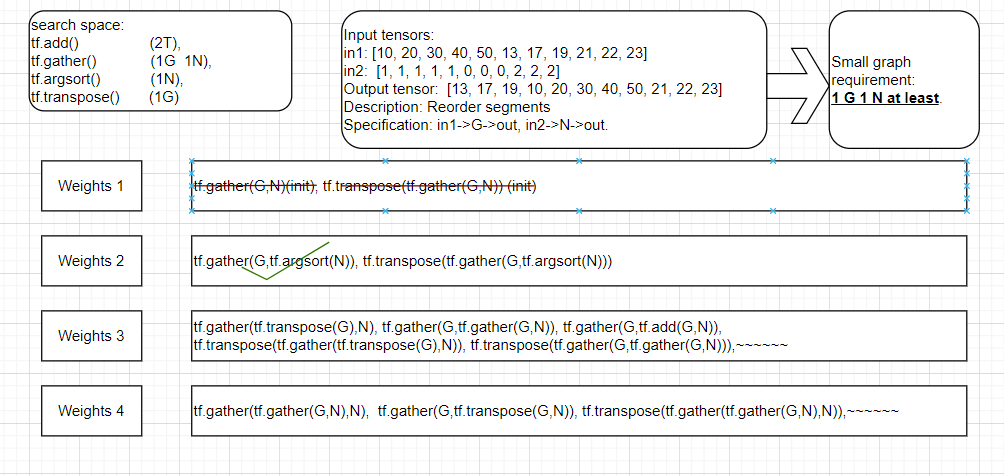 search space:
tf.add() (2T),
tf.gather() (1G 1N),
tf.argsort() (1N),
tf.transpose() (1G)
Input tensors:
in1: [10, 20, 30, 40, 50, 13, 17, 19, 21, 22, 23]
in2: [1, 1, 1, 1, 1, 0, 0, 0, 2, 2, 2]
Output tensor: [13, 17, 19, 10, 20, 30, 40, 50, 21, 22, 23]
Description: Reorder segments
Specification: in1->G->out, in2->N->out.
Small graph
requirement:
1 G 1 N at least.
Weights 1
tf.gather(G,N)(init), tf.transpose(tf.gather(G,N)) (init)
Weights 2
tf.gather(G,tf.argsort(N)), tf.transpose(tf.gather(G,tf.argsort(N)))
Weights 3
tf.gather(tf.transpose(G),N), tf.gather(G,tf.gather(G,N)), tf.gather(G,tf.add(G,N)),
tf.transpose(tf.gather(tf.transpose(G),N)), tf.transpose(tf.gather(G,tf.gather(G,N))),~~~~~~
Weights 4
tf.gather(tf.gather(G,N),N), tf.gather(G,tf.transpose(G,N)), tf.transpose(tf.gather(tf.gather(G,N),N)),~~~~~~